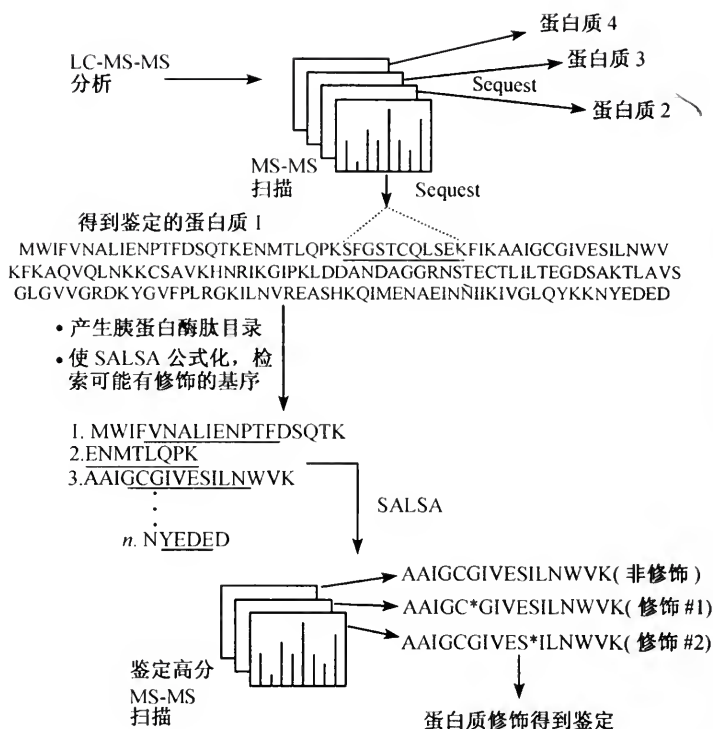 蛋白质 4
LC-MS-MS
分析
蛋白质 3
Sequest
蛋白质 2
MS-MS
扫描
Sequest
得到鉴定的蛋白质 1
MWIFVNALIENPTFDSQTKENMTLQPKSFGSTCQLSEKFIKAAIGCGIVESILNWV
KFKAQVQLNKKCSAVKHNRIKGIPKLDDANDAGGRNSTECTLILTEGDSAKTLAVS
GLGVVGRDKYGVFPLRGKILNVREASHKQIMENAEINNIIKIVGLQYKKNYEDED
• 产生胰蛋白酶肽目录
• 使 SALSA 公式化，检
索可能有修饰的基序
1. MWIFVNALIENPTFDSQTK
2.ENMTLQPK
3.AAIGCGIVESILNWVK
n. NYEDED
SALSA
AAIGCGIVESILNWVK( 非修饰 )
AAIGC*GIVESILNWVK( 修饰 #1)
AAIGCGIVES*ILNWVK( 修饰 #2)
鉴定高分
MS-MS
扫描
蛋白质修饰得到鉴定